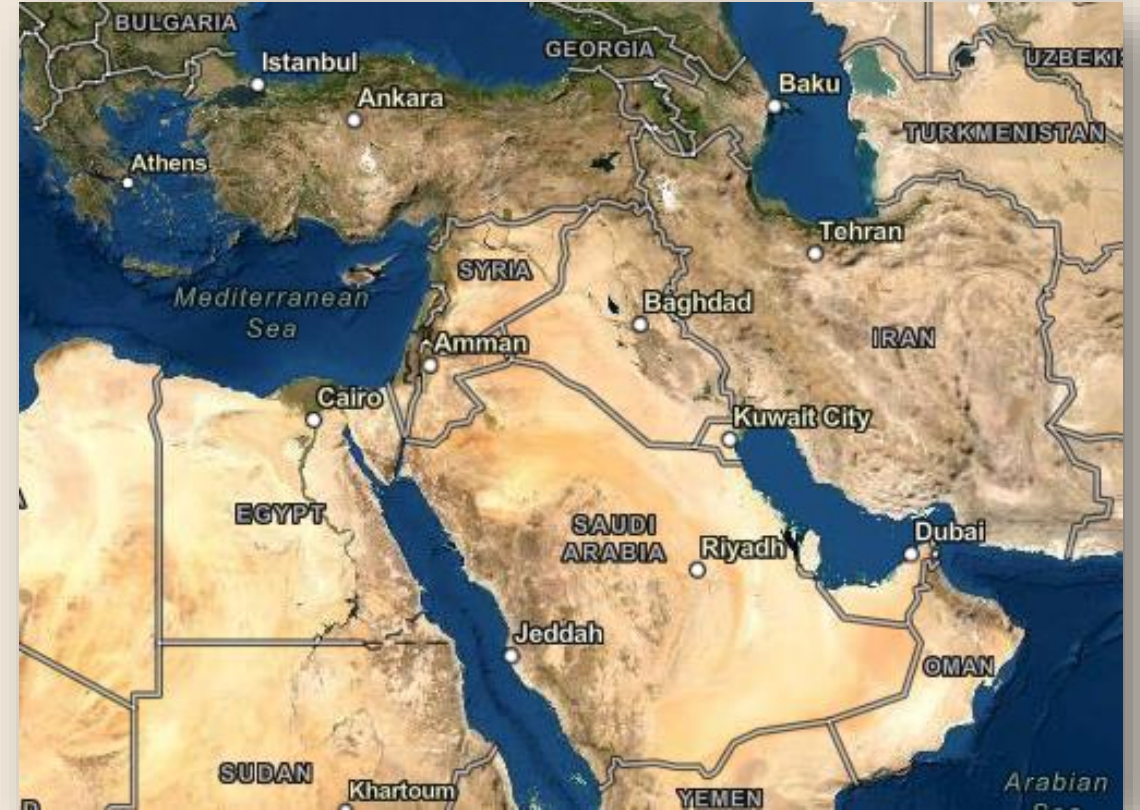 BULGARIA
Istanbul
GEORGIA
UZBEKI
Ankara
Baku
TURKMENISTAN
Athens
Tehran
SYRIA
Mediterranean
Sea
Baghdad
IRAN
Amman
Cairo
Kuwait City
EGYPT
SAUDI
ARABIA
Riyadh
Dubai
Jeddah
OMAN
SUDAN
Khartoum
YEMEN
Arabian